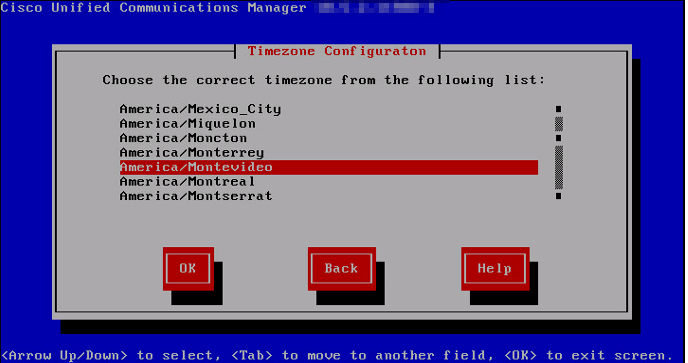 Cisco Unified Communications Manager
Timezone Configuraton
Choose the correct timezone from the following list:
America/Mexico_City
America/Miquelon
America/Moncton
America/Monterrey
America/Montevideo
America/Montreal
America/Montserrat
OK Back Help
<Arrow Up/Down> to select, <Tab> to move to another field, <OK> to exit screen.